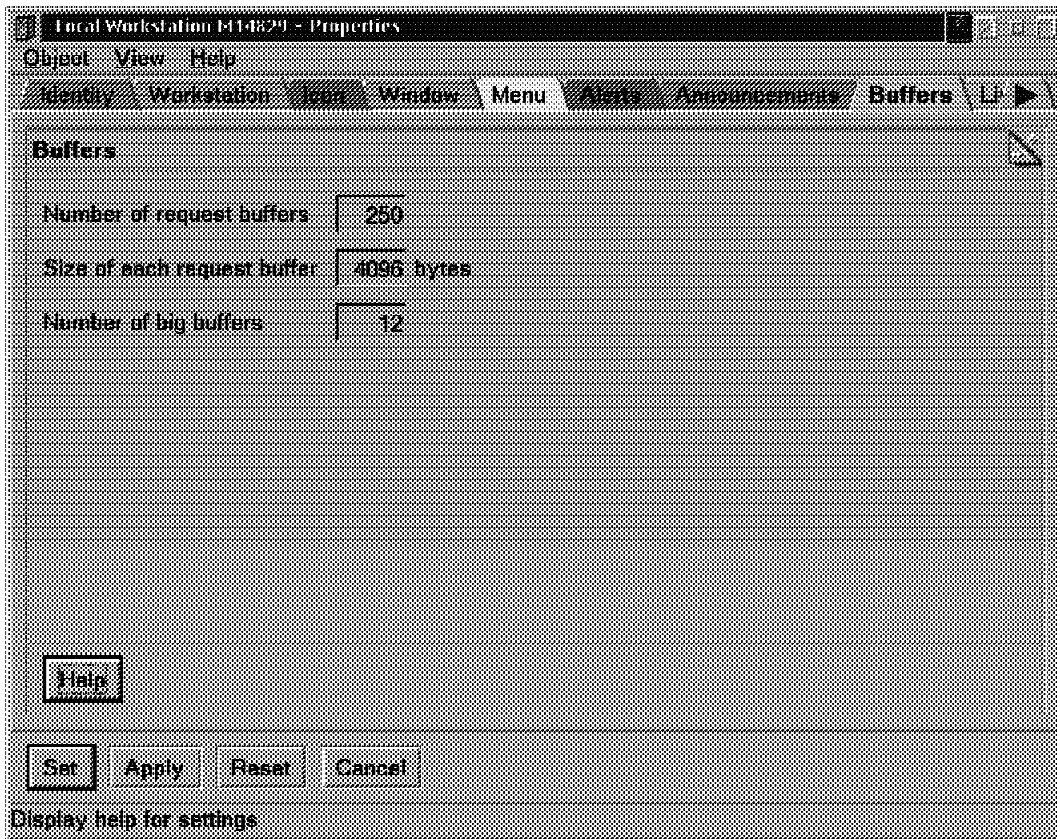 Local Workstation M14829 - Properties
Object View Help
Identity Workstation Icon Window Menu Alerts Announcements Buffers
Buffers
Number of request buffers 250
Size of each request buffer 4096 bytes
Number of big buffers 12
Help
Set Apply Reset Cancel
Display help for settings